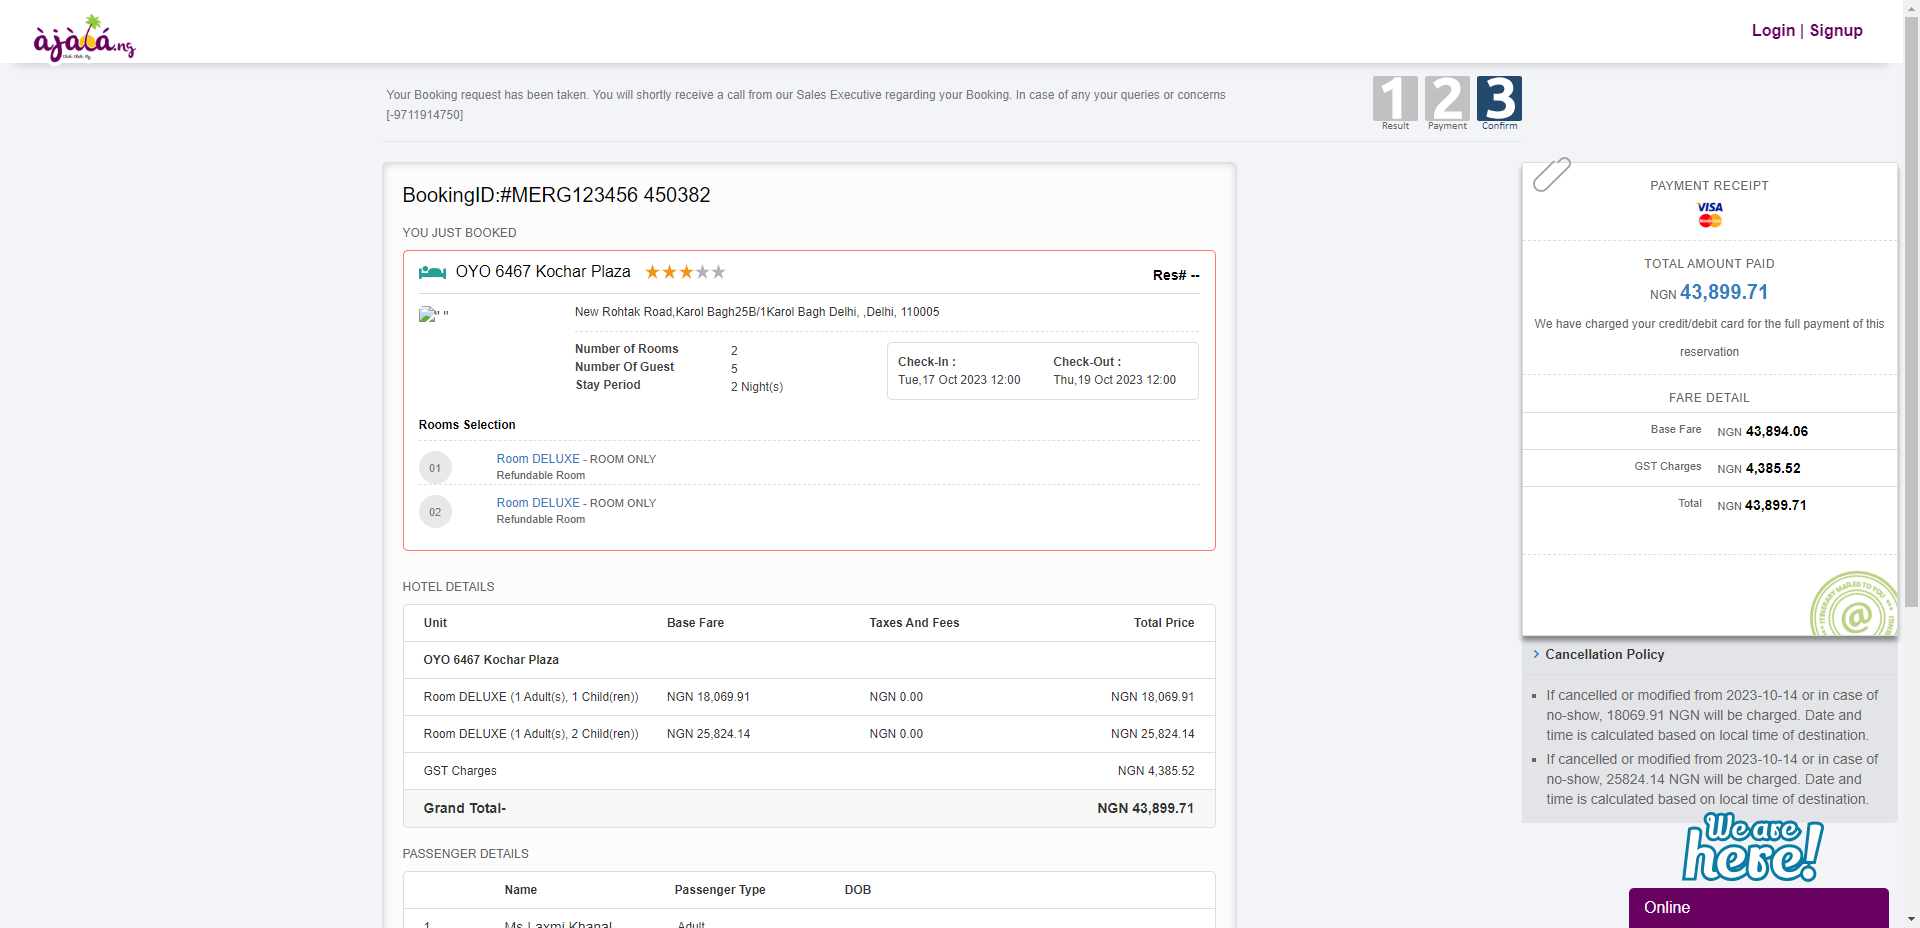 àjàlá.ng
Login | Signup
Your Booking request has been taken. You will shortly receive a call from our Sales Executive regarding your Booking. In case of any your queries or concerns
[-9711914750]
1 2 3
Result Payment Confirm
BookingID:#MERG123456 450382
YOU JUST BOOKED
OYO 6467 Kochar Plaza
Res# --
" "
New Rohtak Road,Karol Bagh25B/1Karol Bagh Delhi, ,Delhi, 110005
Number of Rooms 2
Number Of Guest 5
Stay Period 2 Night(s)
Check-In : Check-Out :
Tue,17 Oct 2023 12:00 Thu,19 Oct 2023 12:00
Rooms Selection
01 Room DELUXE - ROOM ONLY
Refundable Room
02 Room DELUXE - ROOM ONLY
Refundable Room
HOTEL DETAILS
Unit Base Fare Taxes And Fees Total Price
OYO 6467 Kochar Plaza
Room DELUXE (1 Adult(s), 1 Child(ren)) NGN 18,069.91 NGN 0.00 NGN 18,069.91
Room DELUXE (1 Adult(s), 2 Child(ren)) NGN 25,824.14 NGN 0.00 NGN 25,824.14
GST Charges NGN 4,385.52
Grand Total- NGN 43,899.71
PASSENGER DETAILS
Name Passenger Type DOB
1 Ms Laxmi Khanal Adult
PAYMENT RECEIPT
VISA
MasterCard
TOTAL AMOUNT PAID
NGN 43,899.71
We have charged your credit/debit card for the full payment of this
reservation
FARE DETAIL
Base Fare NGN 43,894.06
GST Charges NGN 4,385.52
Total NGN 43,899.71
ITINERARY MAILED TO YOU
@
Cancellation Policy
If cancelled or modified from 2023-10-14 or in case of
no-show, 18069.91 NGN will be charged. Date and
time is calculated based on local time of destination.
If cancelled or modified from 2023-10-14 or in case of
no-show, 25824.14 NGN will be charged. Date and
time is calculated based on local time of destination.
We are
here!
Online